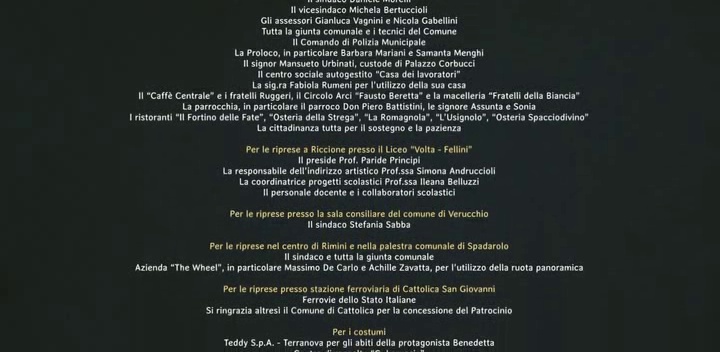 Il sindaco Daniele Morelli
Il vicesindaco Michela Bertuccioli
Gli assessori Gianluca Vagnini e Nicola Gabellini
Tutta la giunta comunale e i tecnici del Comune
Il Comando di Polizia Municipale
La Proloco, in particolare Barbara Mariani e Samanta Menghi
Il signor Mansueto Urbinati, custode di Palazzo Corbucci
Il centro sociale autogestito “Casa dei lavoratori”
La sig.ra Fabiola Rumeni per l'utilizzo della sua casa
Il “Caffè Centrale” e i fratelli Ruggeri, il Circolo Arci “Fausto Beretta” e la macelleria “Fratelli della Biancia”
La parrocchia, in particolare il parroco Don Piero Battistini, le signore Assunta e Sonia
I ristoranti “Il Fortino delle Fate”, “Osteria della Strega”, “La Romagnola”, “L'Usignolo”, “Osteria Spacciodivino”
La cittadinanza tutta per il sostegno e la pazienza
Per le riprese a Riccione presso il Liceo “Volta - Fellini”
Il preside Prof. Paride Principi
La responsabile dell'indirizzo artistico Prof.ssa Simona Andruccioli
La coordinatrice progetti scolastici Prof.ssa Ileana Belluzzi
Il personale docente e i collaboratori scolastici
Per le riprese presso la sala consiliare del comune di Verucchio
Il sindaco Stefania Sabba
Per le riprese nel centro di Rimini e nella palestra comunale di Spadarolo
Il sindaco e tutta la giunta comunale
Azienda “The Wheel”, in particolare Massimo De Carlo e Achille Zavatta, per l'utilizzo della ruota panoramica
Per le riprese presso stazione ferroviaria di Cattolica San Giovanni
Ferrovie dello Stato Italiane
Si ringrazia altresì il Comune di Cattolica per la concessione del Patrocinio
Per i costumi
Teddy S.p.A. - Terranova per gli abiti della protagonista Benedetta